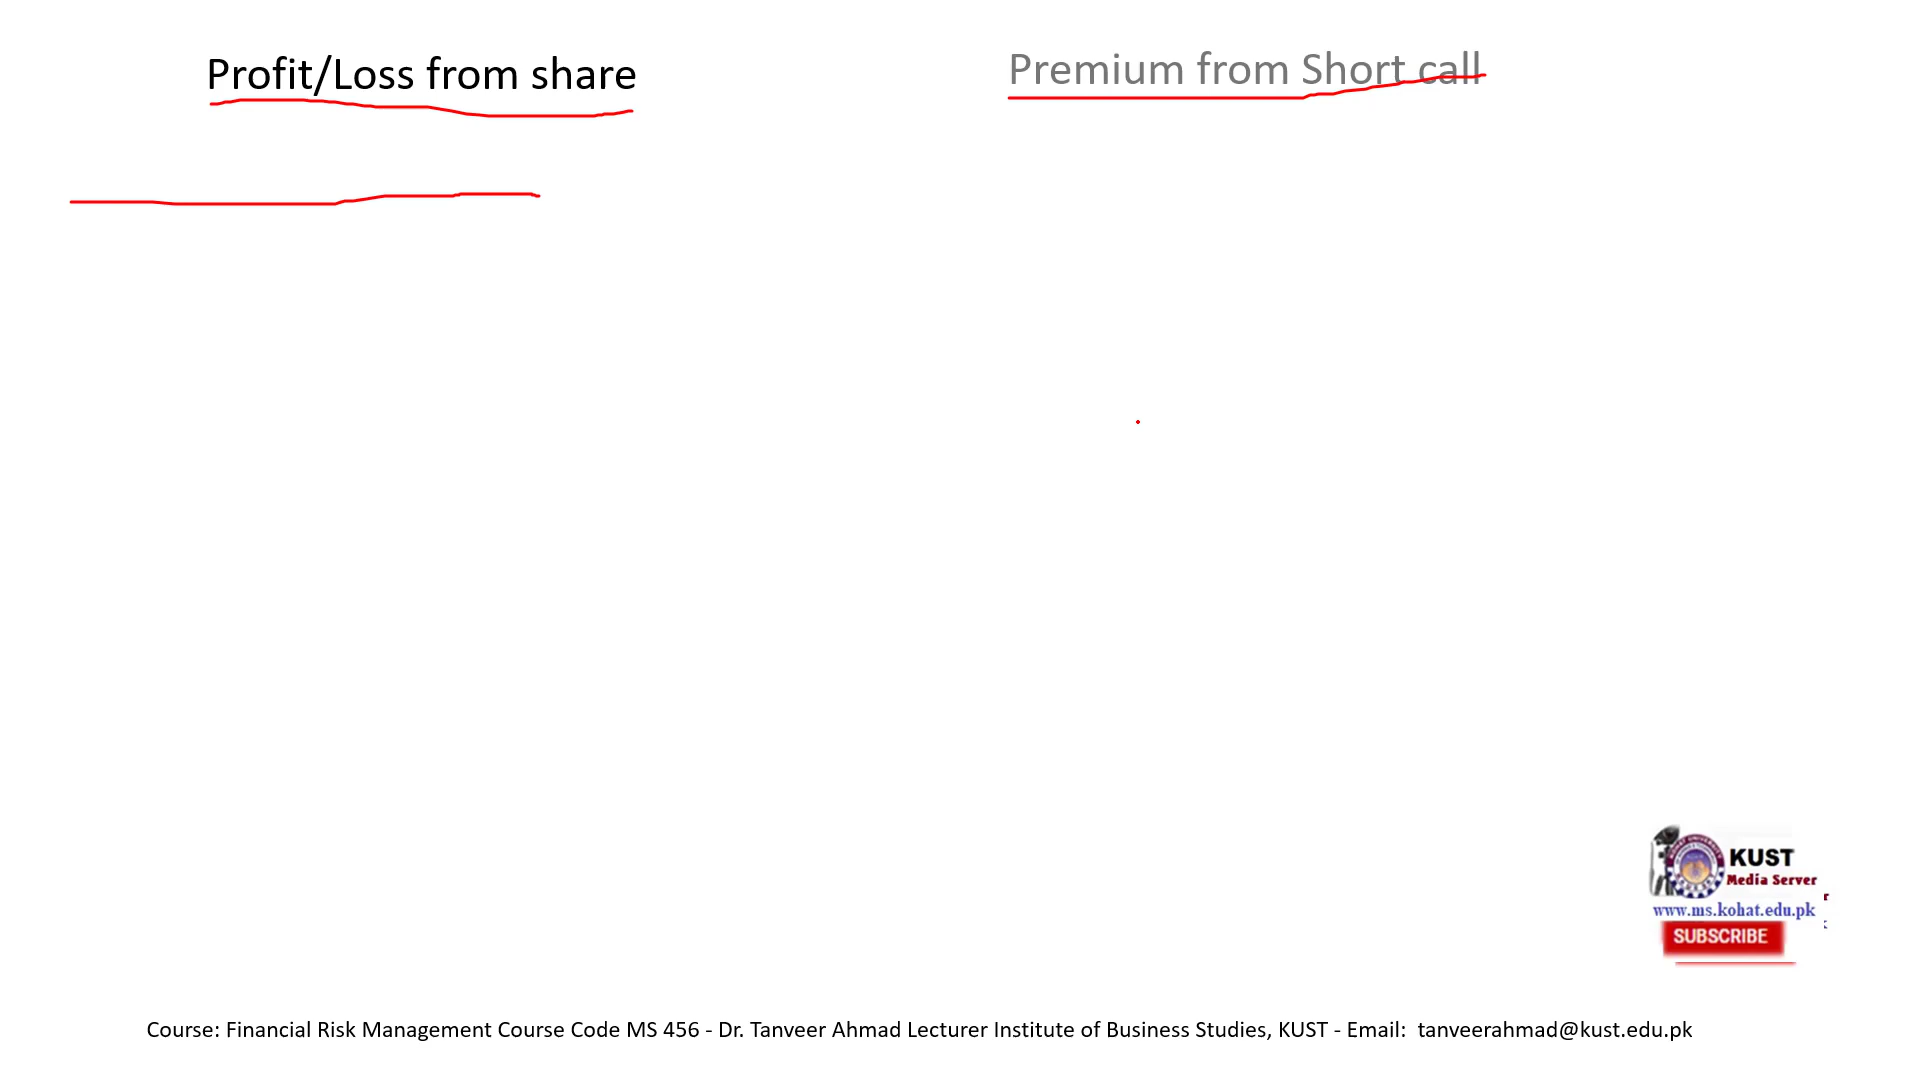 Profit/Loss from share
Premium from Short call
KUST
Media Server
www.ms.kohat.edu.pk
SUBSCRIBE
Course: Financial Risk Management Course Code MS 456 - Dr. Tanveer Ahmad Lecturer Institute of Business Studies, KUST - Email: tanveerahmad@kust.edu.pk